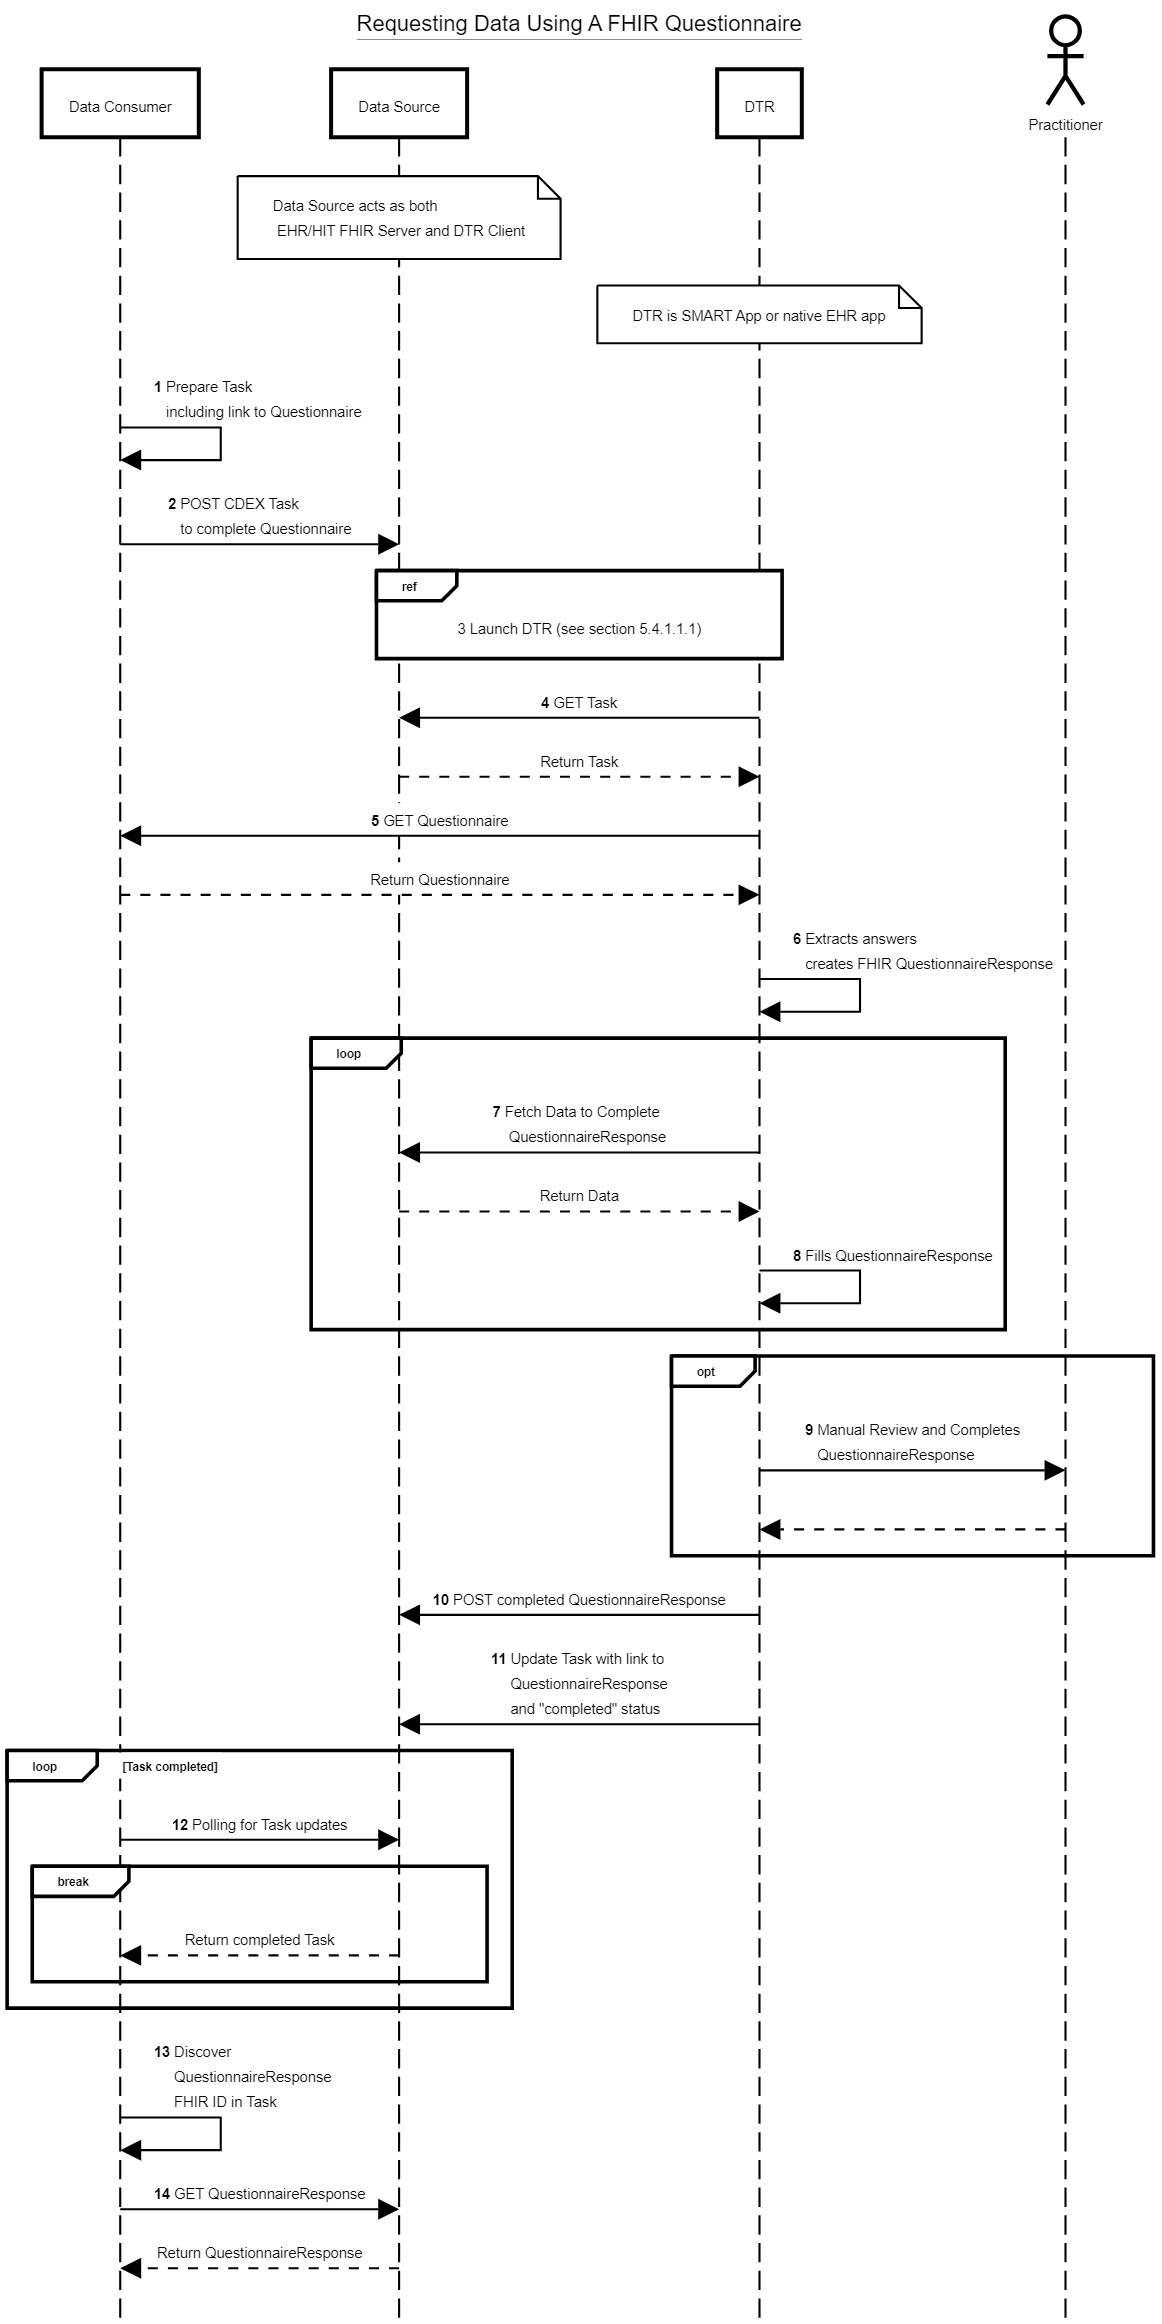 Requesting Data Using A FHIR Questionnaire
Data Consumer
Data Source
DTR
Practitioner
Data Source acts as both
EHR/HIT FHIR Server and DTR Client
DTR is SMART App or native EHR app
1 Prepare Task
including link to Questionnaire
2 POST CDEX Task
to complete Questionnaire
ref
3 Launch DTR (see section 5.4.1.1.1)
4 GET Task
Return Task
5 GET Questionnaire
Return Questionnaire
6 Extracts answers
creates FHIR QuestionnaireResponse
loop
7 Fetch Data to Complete
QuestionnaireResponse
Return Data
8 Fills QuestionnaireResponse
opt
9 Manual Review and Completes
QuestionnaireResponse
10 POST completed QuestionnaireResponse
11 Update Task with link to
QuestionnaireResponse
and "completed" status
loop
[Task completed]
12 Polling for Task updates
break
Return completed Task
13 Discover
QuestionnaireResponse
FHIR ID in Task
14 GET QuestionnaireResponse
Return QuestionnaireResponse